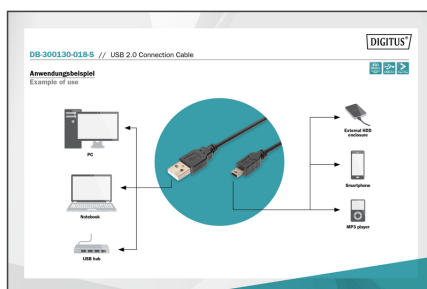 DIGITUS®
DB-300130-018-S // USB 2.0 Connection Cable
Anwendungsbeispiel
Example of use
PC
Notebook
USB hub
External HDD
enclosure
Smartphone
MP3 player